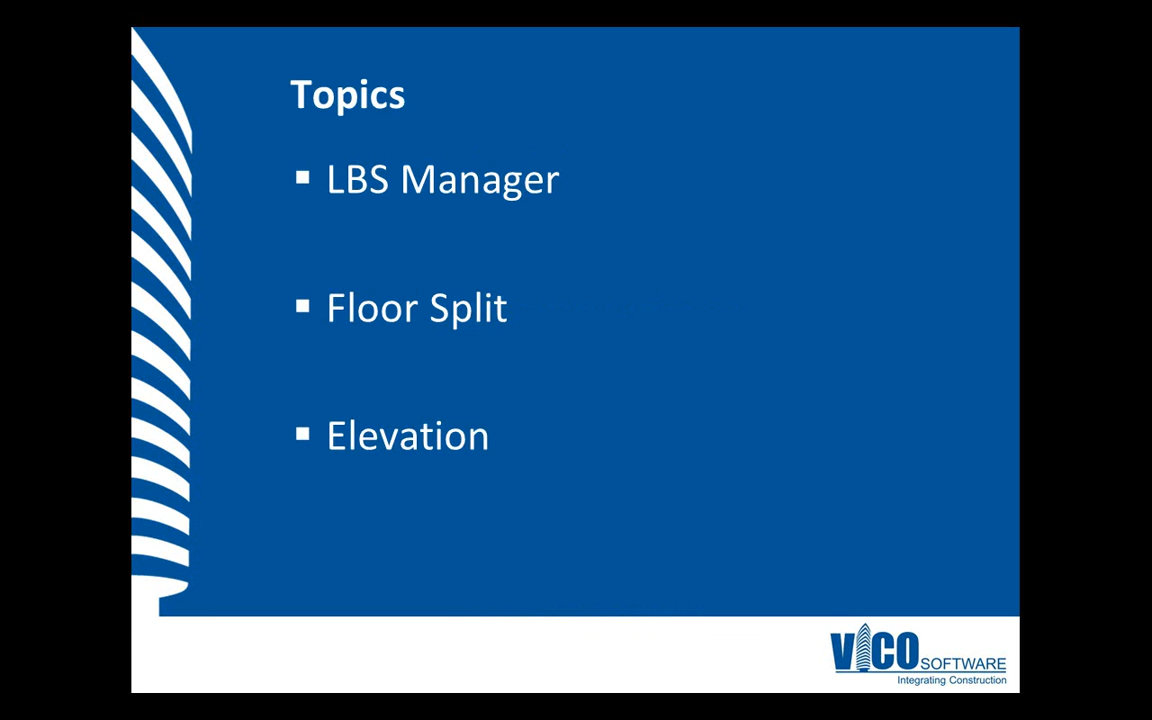 Topics
LBS Manager
Floor Split
Elevation
VICO SOFTWARE
Integrating Construction